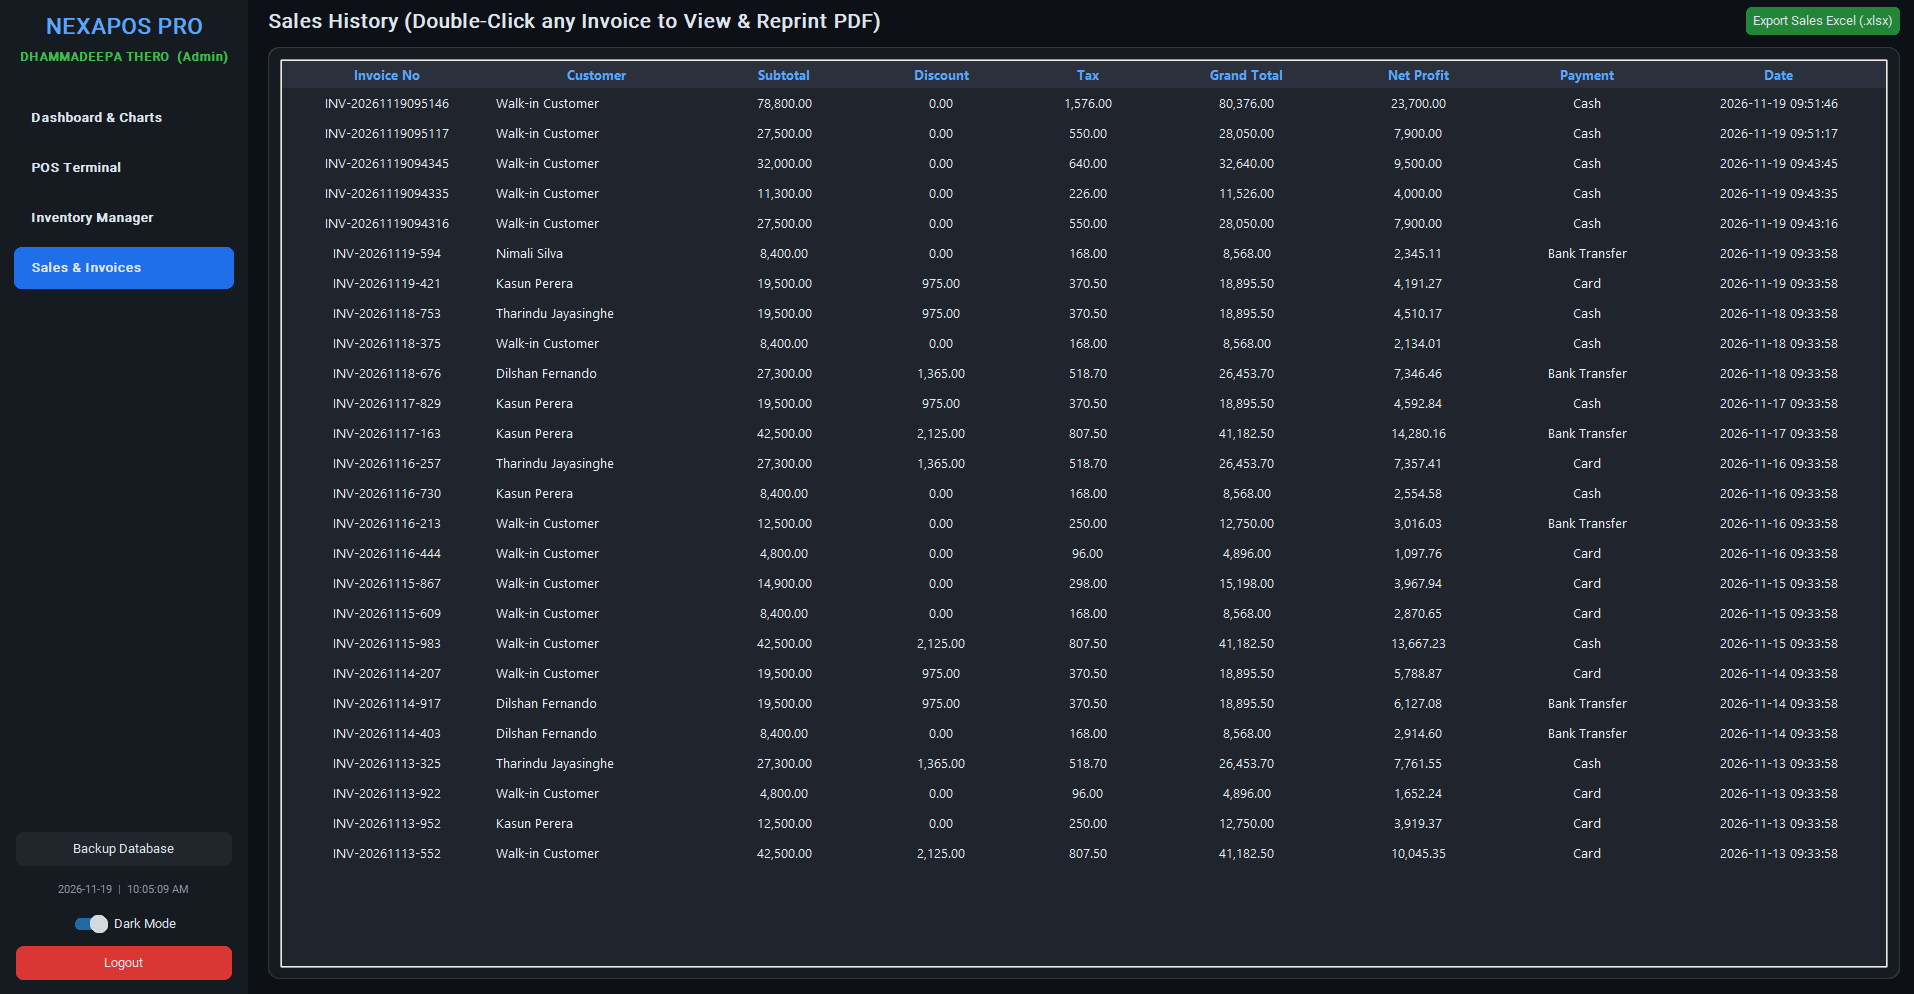 NEXAPOS PRO
DHAMMADEEPA THERO (Admin)
Dashboard & Charts
POS Terminal
Inventory Manager
Sales & Invoices
Backup Database
2026-11-19 | 10:05:09 AM
Dark Mode
Logout
Sales History (Double-Click any Invoice to View & Reprint PDF)
Export Sales Excel (.xlsx)
Invoice No Customer Subtotal Discount Tax Grand Total Net Profit Payment Date
INV-20261119095146 Walk-in Customer 78,800.00 0.00 1,576.00 80,376.00 23,700.00 Cash 2026-11-19 09:51:46
INV-20261119095117 Walk-in Customer 27,500.00 0.00 550.00 28,050.00 7,900.00 Cash 2026-11-19 09:51:17
INV-20261119094345 Walk-in Customer 32,000.00 0.00 640.00 32,640.00 9,500.00 Cash 2026-11-19 09:43:45
INV-20261119094335 Walk-in Customer 11,300.00 0.00 226.00 11,526.00 4,000.00 Cash 2026-11-19 09:43:35
INV-20261119094316 Walk-in Customer 27,500.00 0.00 550.00 28,050.00 7,900.00 Cash 2026-11-19 09:43:16
INV-20261119-594 Nimali Silva 8,400.00 0.00 168.00 8,568.00 2,345.11 Bank Transfer 2026-11-19 09:33:58
INV-20261119-421 Kasun Perera 19,500.00 975.00 370.50 18,895.50 4,191.27 Card 2026-11-19 09:33:58
INV-20261118-753 Tharindu Jayasinghe 19,500.00 975.00 370.50 18,895.50 4,510.17 Cash 2026-11-18 09:33:58
INV-20261118-375 Walk-in Customer 8,400.00 0.00 168.00 8,568.00 2,134.01 Cash 2026-11-18 09:33:58
INV-20261118-676 Dilshan Fernando 27,300.00 1,365.00 518.70 26,453.70 7,346.46 Bank Transfer 2026-11-18 09:33:58
INV-20261117-829 Kasun Perera 19,500.00 975.00 370.50 18,895.50 4,592.84 Cash 2026-11-17 09:33:58
INV-20261117-163 Kasun Perera 42,500.00 2,125.00 807.50 41,182.50 14,280.16 Bank Transfer 2026-11-17 09:33:58
INV-20261116-257 Tharindu Jayasinghe 27,300.00 1,365.00 518.70 26,453.70 7,357.41 Card 2026-11-16 09:33:58
INV-20261116-730 Kasun Perera 8,400.00 0.00 168.00 8,568.00 2,554.58 Cash 2026-11-16 09:33:58
INV-20261116-213 Walk-in Customer 12,500.00 0.00 250.00 12,750.00 3,016.03 Bank Transfer 2026-11-16 09:33:58
INV-20261116-444 Walk-in Customer 4,800.00 0.00 96.00 4,896.00 1,097.76 Card 2026-11-16 09:33:58
INV-20261115-867 Walk-in Customer 14,900.00 0.00 298.00 15,198.00 3,967.94 Card 2026-11-15 09:33:58
INV-20261115-609 Walk-in Customer 8,400.00 0.00 168.00 8,568.00 2,870.65 Card 2026-11-15 09:33:58
INV-20261115-983 Walk-in Customer 42,500.00 2,125.00 807.50 41,182.50 13,667.23 Cash 2026-11-15 09:33:58
INV-20261114-207 Walk-in Customer 19,500.00 975.00 370.50 18,895.50 5,788.87 Card 2026-11-14 09:33:58
INV-20261114-917 Dilshan Fernando 19,500.00 975.00 370.50 18,895.50 6,127.08 Bank Transfer 2026-11-14 09:33:58
INV-20261114-403 Dilshan Fernando 8,400.00 0.00 168.00 8,568.00 2,914.60 Bank Transfer 2026-11-14 09:33:58
INV-20261113-325 Tharindu Jayasinghe 27,300.00 1,365.00 518.70 26,453.70 7,761.55 Cash 2026-11-13 09:33:58
INV-20261113-922 Walk-in Customer 4,800.00 0.00 96.00 4,896.00 1,652.24 Card 2026-11-13 09:33:58
INV-20261113-952 Kasun Perera 12,500.00 0.00 250.00 12,750.00 3,919.37 Card 2026-11-13 09:33:58
INV-20261113-552 Walk-in Customer 42,500.00 2,125.00 807.50 41,182.50 10,045.35 Card 2026-11-13 09:33:58